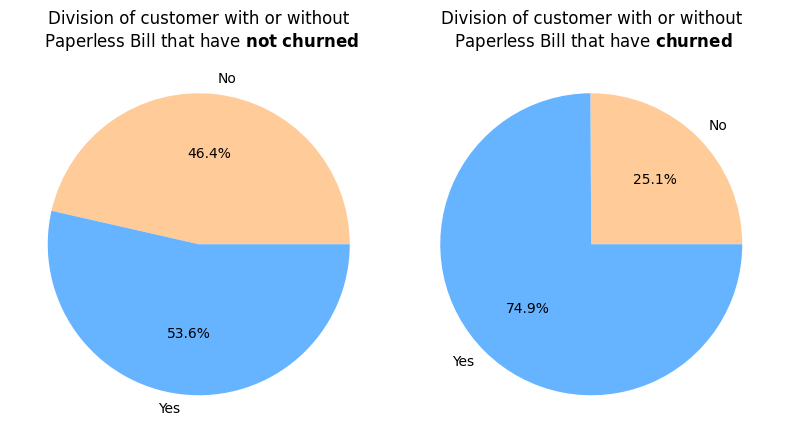 Division of customer with or without
Paperless Bill that have not churned
No
46.4%
53.6%
Yes
Division of customer with or without
Paperless Bill that have churned
No
25.1%
74.9%
Yes